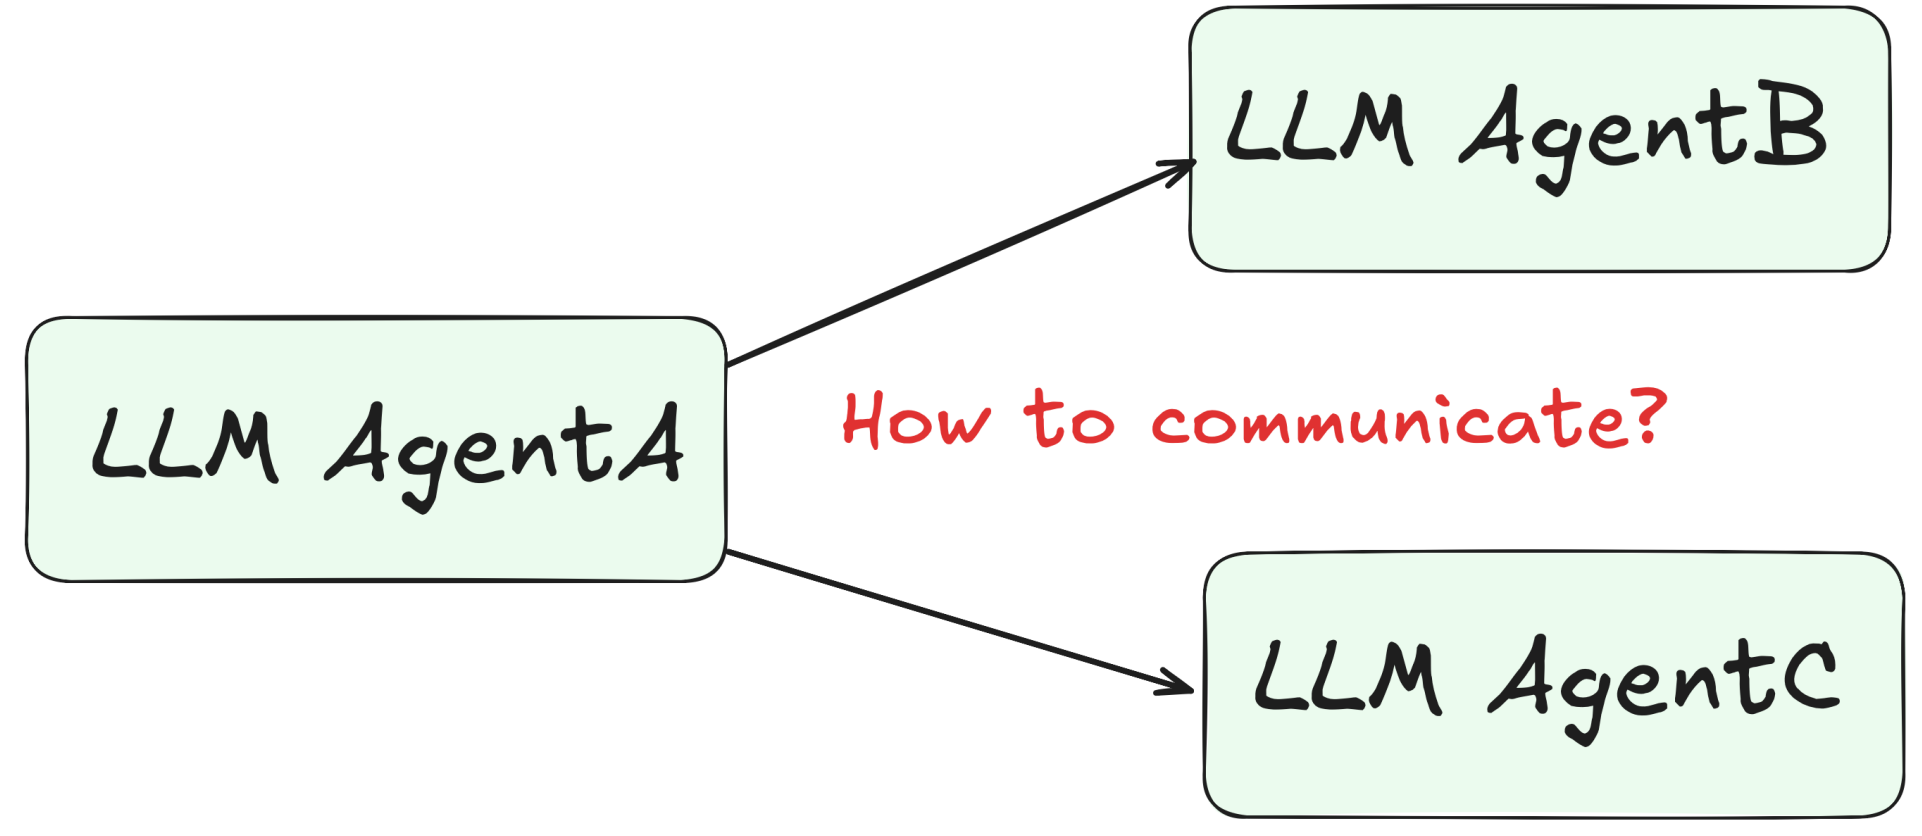 LLM AgentB
LLM AgentA
How to communicate?
LLM AgentC